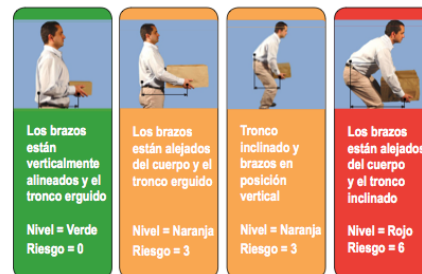 Los brazos
están
verticalmente
alineados y el
tronco erguido
Nivel = Verde
Riesgo = 0
Los brazos
están alejados
del cuerpo y el
tronco erguido
Nivel = Naranja
Riesgo = 3
Tronco
inclinado y
brazos en
posición
vertical
Nivel = Naranja
Riesgo = 3
Los brazos
están alejados
del cuerpo
y el tronco
inclinado
Nivel = Rojo
Riesgo = 6